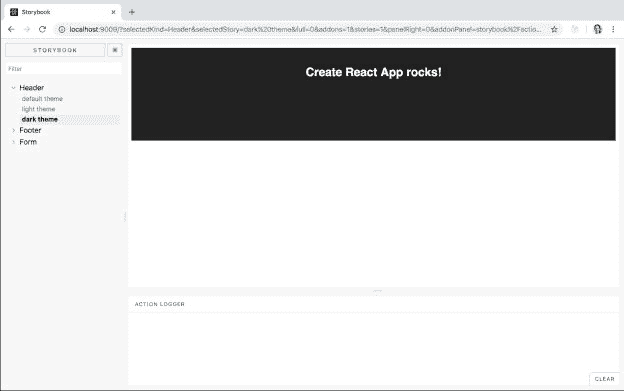 Storybook
localhost:9009/?selectedKind=Header&selectedStory=dark%20theme&full=0&addons=1&stories=1&panelRight=0&addonPanel=storybook%2Factio...
STORYBOOK
Filter
Header
default theme
light theme
dark theme
Footer
Form
Create React App rocks!
ACTION LOGGER
CLEAR